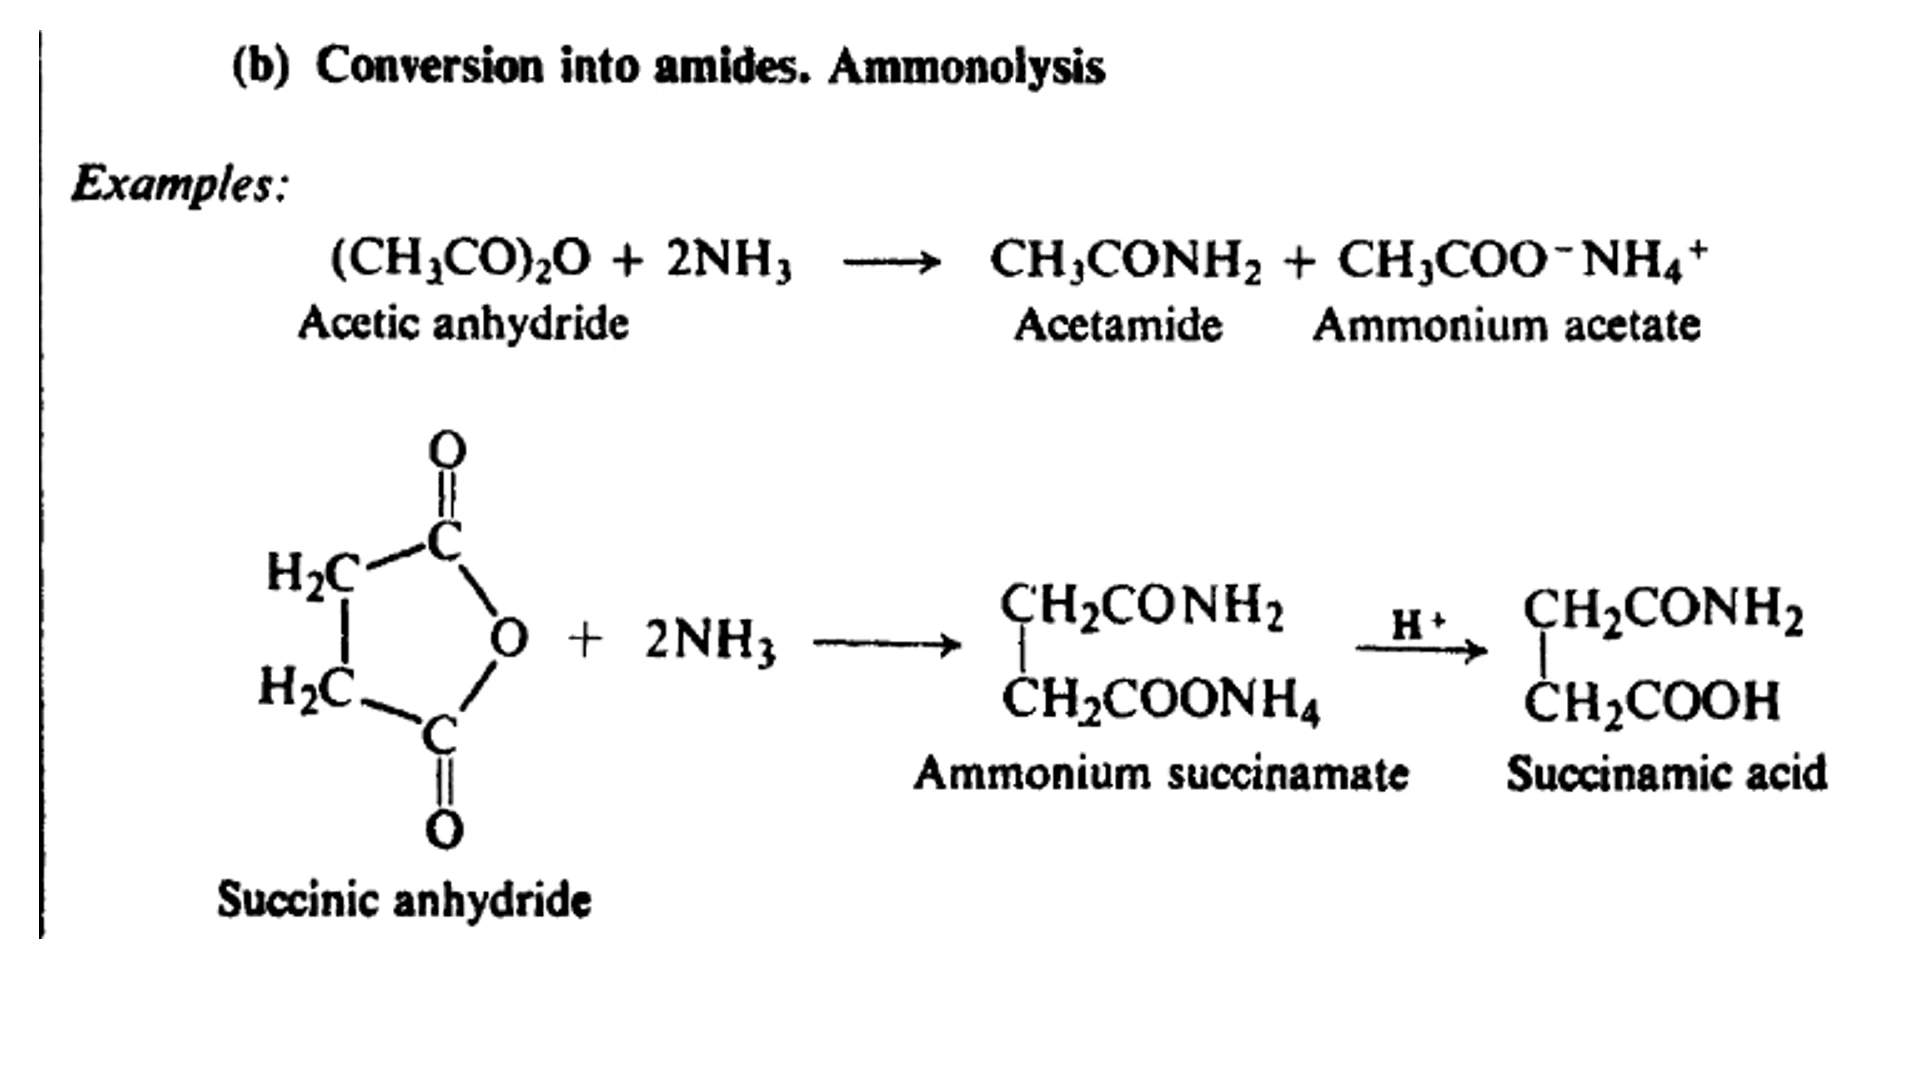 (b) Conversion into amides. Ammonolysis
Examples:
(CH₃CO)₂O + 2NH₃ ⟶ CH₃CONH₂ + CH₃COO⁻NH₄⁺
Acetic anhydride Acetamide Ammonium acetate
O
C
H₂C
CH₂CONH₂ H⁺ CH₂CONH₂
O + 2NH₃ ⟶ ⟶
H₂C CH₂COONH₄ CH₂COOH
C
Ammonium succinamate Succinamic acid
O
Succinic anhydride